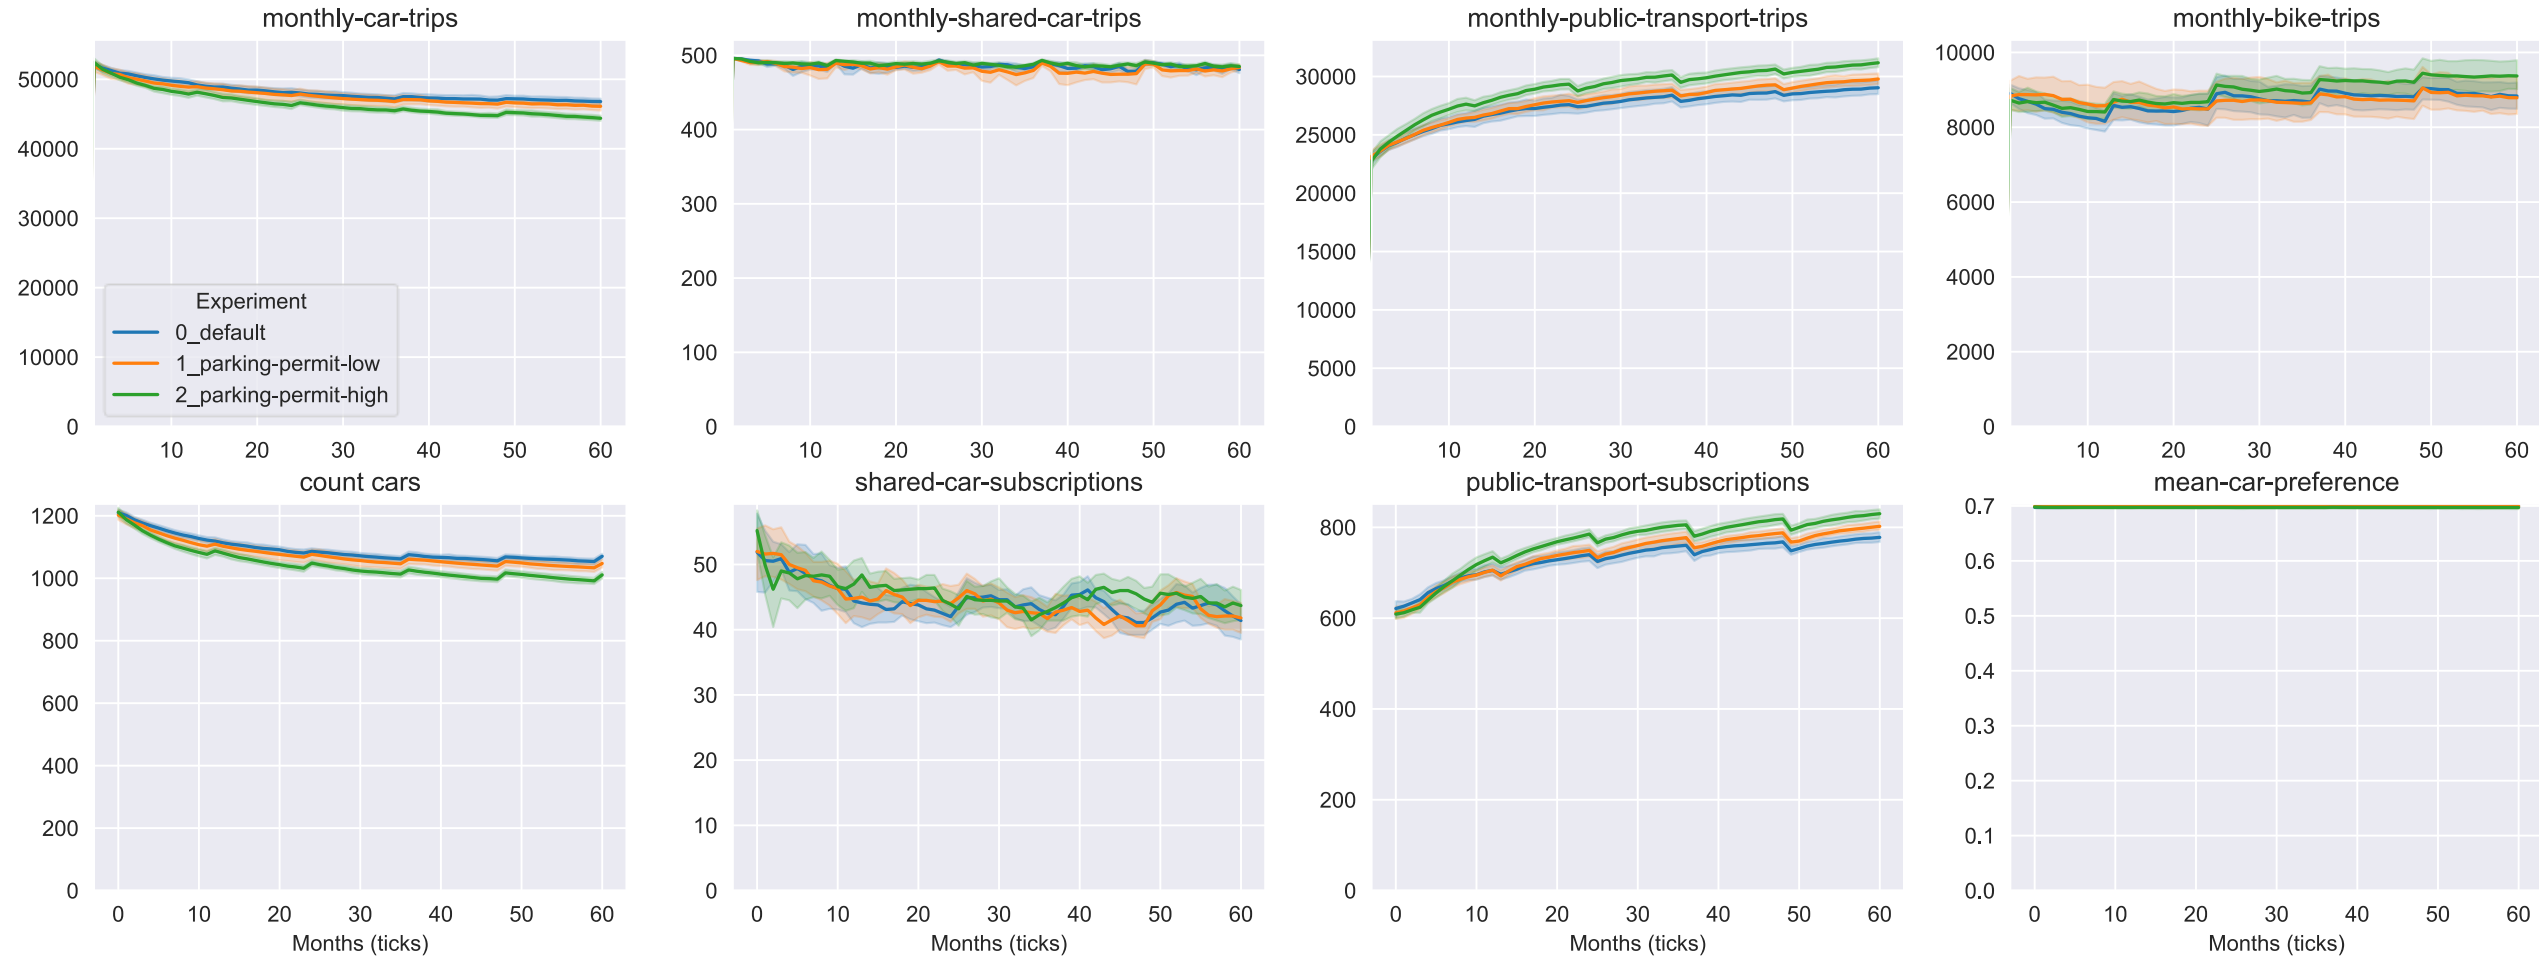 monthly-car-trips
50000
40000
30000
20000
10000
0
10 20 30 40 50 60
Experiment
0_default
1_parking-permit-low
2_parking-permit-high
monthly-shared-car-trips
500
400
300
200
100
0
10 20 30 40 50 60
monthly-public-transport-trips
30000
25000
20000
15000
10000
5000
0
10 20 30 40 50 60
monthly-bike-trips
10000
8000
6000
4000
2000
0
10 20 30 40 50 60
count cars
1200
1000
800
600
400
200
0
0 10 20 30 40 50 60
Months (ticks)
shared-car-subscriptions
50
40
30
20
10
0
0 10 20 30 40 50 60
Months (ticks)
public-transport-subscriptions
800
600
400
200
0
0 10 20 30 40 50 60
Months (ticks)
mean-car-preference
0.7
0.6
0.5
0.4
0.3
0.2
0.1
0.0
0 10 20 30 40 50 60
Months (ticks)